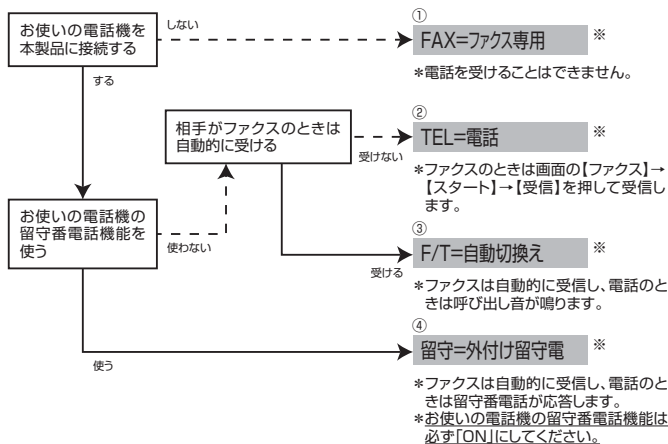 お使いの電話機を
本製品に接続する
しない
する
①
FAX=ファクス専用 ※
*電話を受けることはできません。
相手がファクスのときは
自動的に受ける
受けない
②
TEL=電話 ※
*ファクスのときは画面の【ファクス】→
【スタート】→【受信】を押して受信し
ます。
お使いの電話機の
留守番電話機能を
使う
使わない
受ける
③
F/T=自動切換え ※
*ファクスは自動的に受信し、電話のと
きは呼び出し音が鳴ります。
使う
④
留守=外付け留守電 ※
*ファクスは自動的に受信し、電話のと
きは留守番電話が応答します。
*お使いの電話機の留守番電話機能は
必ず「ON」にしてください。